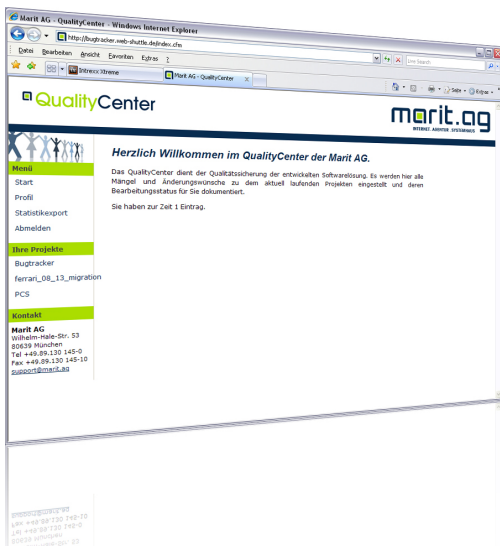 Marit AG - QualityCenter - Windows Internet Explorer
http://bugtracker.web-shuttle.de/index.cfm
Live Search
Datei Bearbeiten Ansicht Favoriten Extras ?
Intrexx Xtreme
Marit AG - QualityCenter
Seite
Extras
QualityCenter
marit.ag
INTERNET. AGENTUR. SYSTEMHAUS
Herzlich Willkommen im QualityCenter der Marit AG.
Das QualityCenter dient der Qualitätssicherung der entwickelten Softwarelösung. Es werden hier alle
Mängel und Änderungswünsche zu dem aktuell laufenden Projekten eingestellt und deren
Bearbeitungsstatus für Sie dokumentiert.
Sie haben zur Zeit 1 Eintrag.
Menü
Start
Profil
Statistikexport
Abmelden
Ihre Projekte
Bugtracker
ferrari_08_13_migration
PCS
Kontakt
Marit AG
Wilhelm-Hale-Str. 53
80639 München
Tel +49.89.130 145-0
Fax +49.89.130 145-10
support@marit.ag